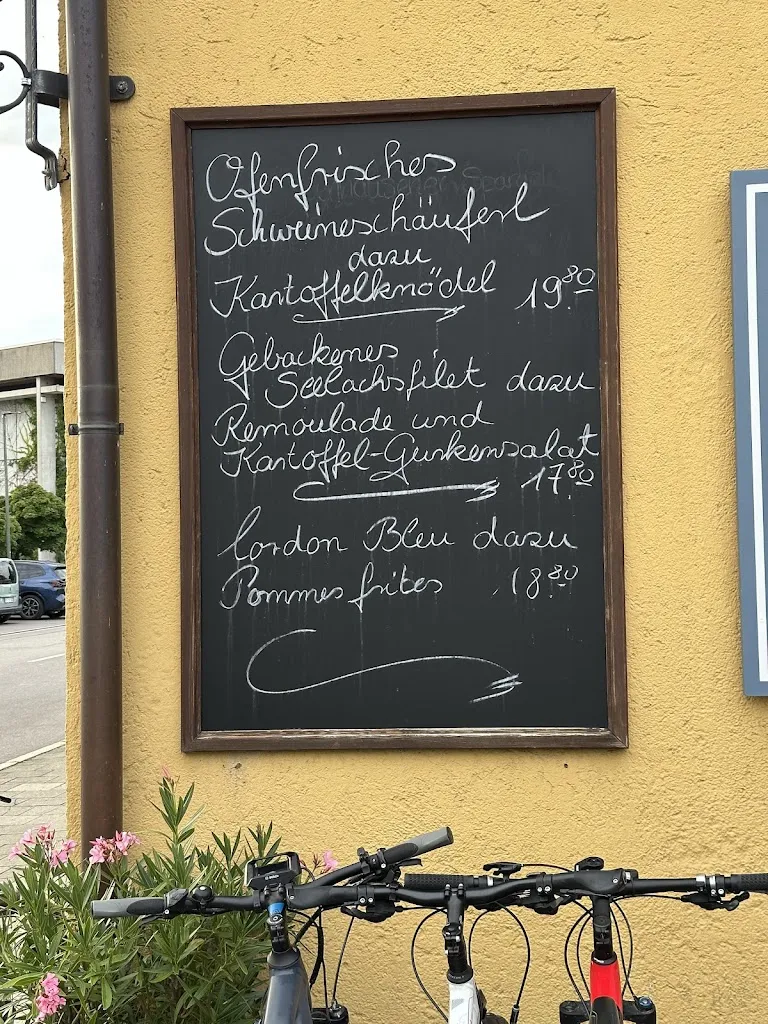 Ofenfrisches
Schweineschäuferl
dazu
Kartoffelknödel 19.80
Gebackenes
Seelachsfilet dazu
Remoulade und
Kartoffel-Gurkensalat
17.80
Cordon Bleu dazu
Pommes frites 18.80